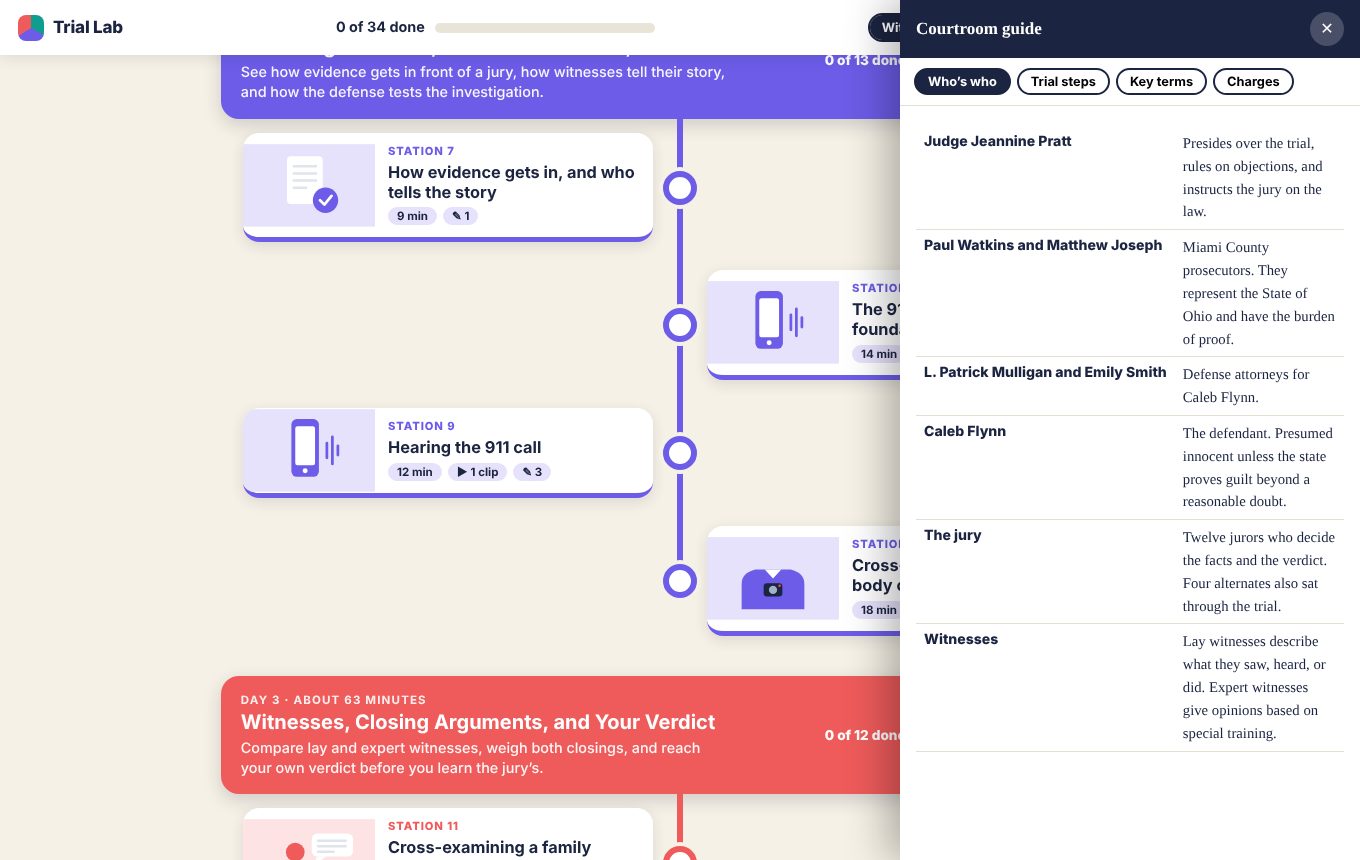 Trial Lab
0 of 34 done
See how evidence gets in front of a jury, how witnesses tell their story,
and how the defense tests the investigation.
0 of 13 done
STATION 7
How evidence gets in, and who
tells the story
9 min
✎ 1
The
STATION 9
Hearing the 911 call
12 min
▶ 1 clip
✎ 3
14 min
Cross-
body
18 min
DAY 3 · ABOUT 63 MINUTES
Witnesses, Closing Arguments, and Your Verdict
Compare lay and expert witnesses, weigh both closings, and reach
your own verdict before you learn the jury’s.
0 of 12 done
STATION 11
Cross-examining a family
Courtroom guide
✕
Who’s who
Trial steps
Key terms
Charges
Judge Jeannine Pratt
Presides over the trial,
rules on objections, and
instructs the jury on the
law.
Paul Watkins and Matthew Joseph
Miami County
prosecutors. They
represent the State of
Ohio and have the burden
of proof.
L. Patrick Mulligan and Emily Smith
Defense attorneys for
Caleb Flynn.
Caleb Flynn
The defendant. Presumed
innocent unless the state
proves guilt beyond a
reasonable doubt.
The jury
Twelve jurors who decide
the facts and the verdict.
Four alternates also sat
through the trial.
Witnesses
Lay witnesses describe
what they saw, heard, or
did. Expert witnesses
give opinions based on
special training.